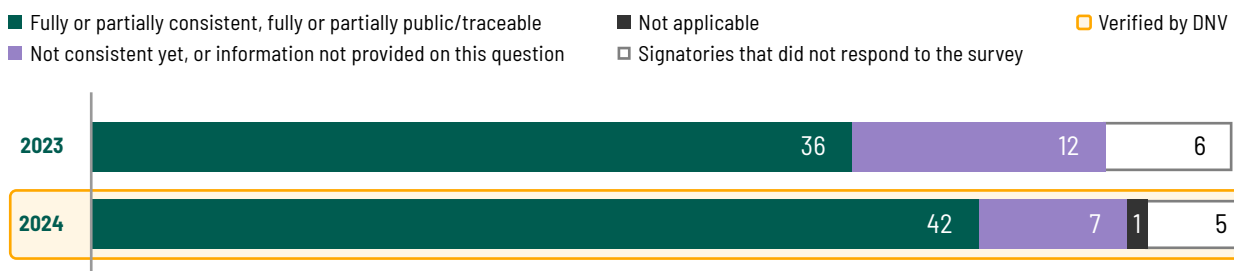 Fully or partially consistent, fully or partially public/traceable
Not applicable
Verified by DNV
Not consistent yet, or information not provided on this question
Signatories that did not respond to the survey
2023 36 12 6
2024 42 7 1 5